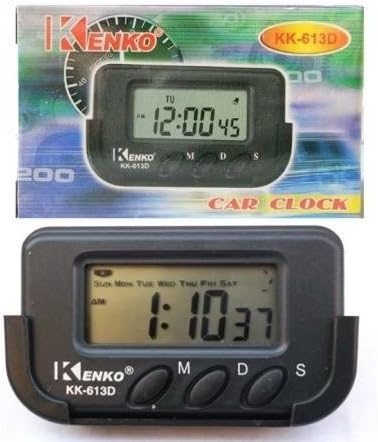 KENKO®
KK-613D
TU
PM 12:00 45
KENKO® M D S
KK-613D
200
CAR CLOCK
SUN MON TUE WED THU FRI SAT
AM 1:10 37
KENKO® M D S
KK-613D